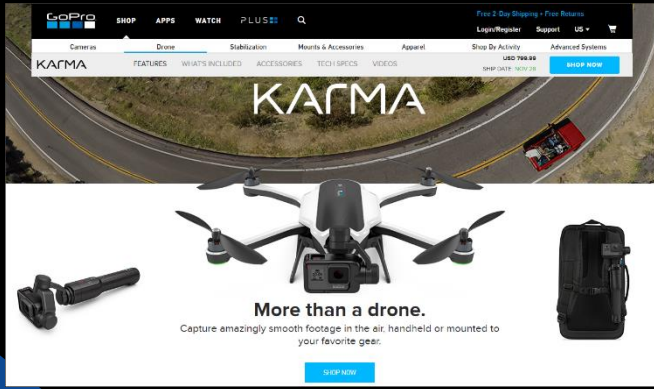 GoPro
SHOP APPS WATCH PLUS
Free 2-Day Shipping + Free Returns
Login/Register Support US
Cameras Drone Stabilization Mounts & Accessories Apparel Shop By Activity Advanced Systems
KARMA FEATURES WHAT'S INCLUDED ACCESSORIES TECH SPECS VIDEOS
USD 799.99
SHIP DATE: NOV 28
SHOP NOW
KARMA
More than a drone.
Capture amazingly smooth footage in the air, handheld or mounted to
your favorite gear.
SHOP NOW